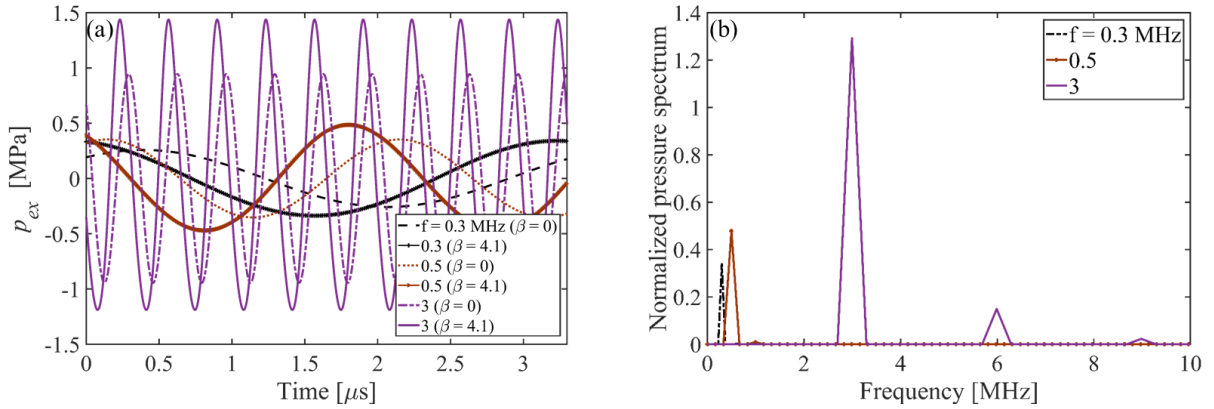 (a)
1.5
1
0.5
0
-0.5
-1
-1.5
p_ex [MPa]
0 0.5 1 1.5 2 2.5 3
Time [μs]
f = 0.3 MHz (β = 0)
0.3 (β = 4.1)
0.5 (β = 0)
0.5 (β = 4.1)
3 (β = 0)
3 (β = 4.1)
(b)
1.4
1.2
1
0.8
0.6
0.4
0.2
0
Normalized pressure spectrum
0 2 4 6 8 10
Frequency [MHz]
f = 0.3 MHz
0.5
3